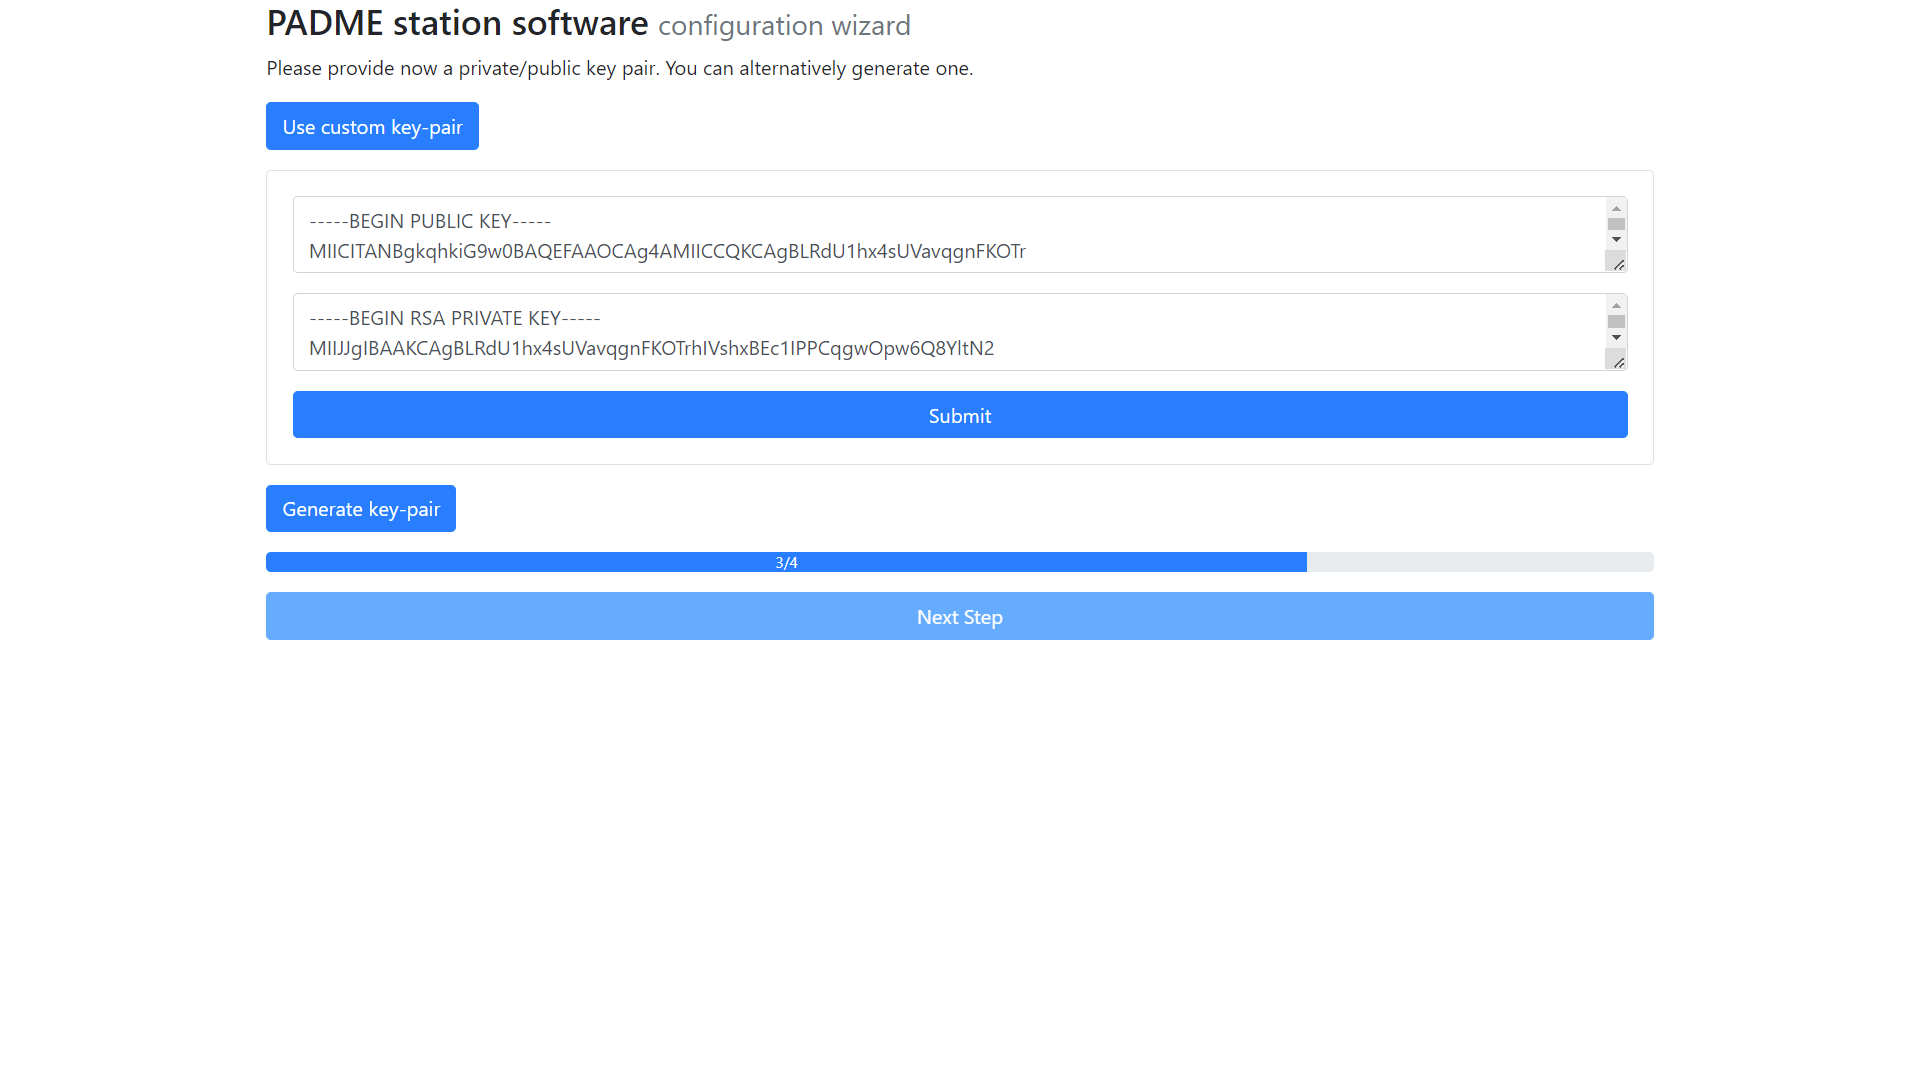 PADME station software configuration wizard
Please provide now a private/public key pair. You can alternatively generate one.
Use custom key-pair
-----BEGIN PUBLIC KEY-----
MIICITANBgkqhkiG9w0BAQEFAAOCAg4AMIICCQKCAgBLRdU1hx4sUVavqgnFKOTr
-----BEGIN RSA PRIVATE KEY-----
MIIJJgIBAAKCAgBLRdU1hx4sUVavqgnFKOTrhIVshxBEc1IPPCqgwOpw6Q8YltN2
Submit
Generate key-pair
3/4
Next Step